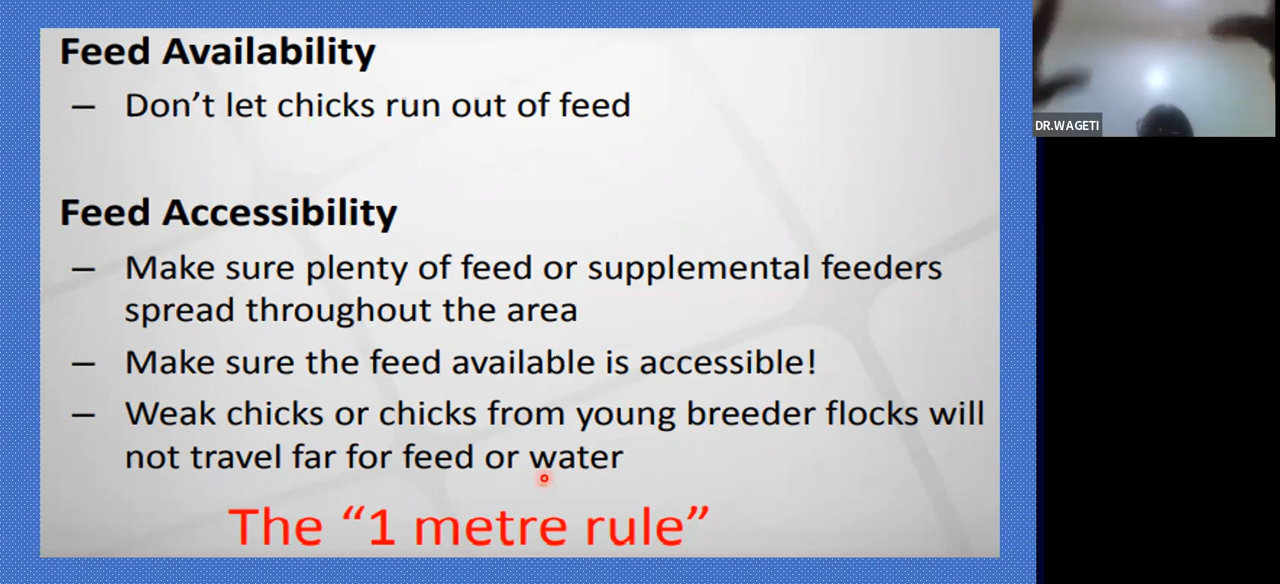 Feed Availability
– Don’t let chicks run out of feed
Feed Accessibility
– Make sure plenty of feed or supplemental feeders
spread throughout the area
– Make sure the feed available is accessible!
– Weak chicks or chicks from young breeder flocks will
not travel far for feed or water
The “1 metre rule”
DR.WAGETI